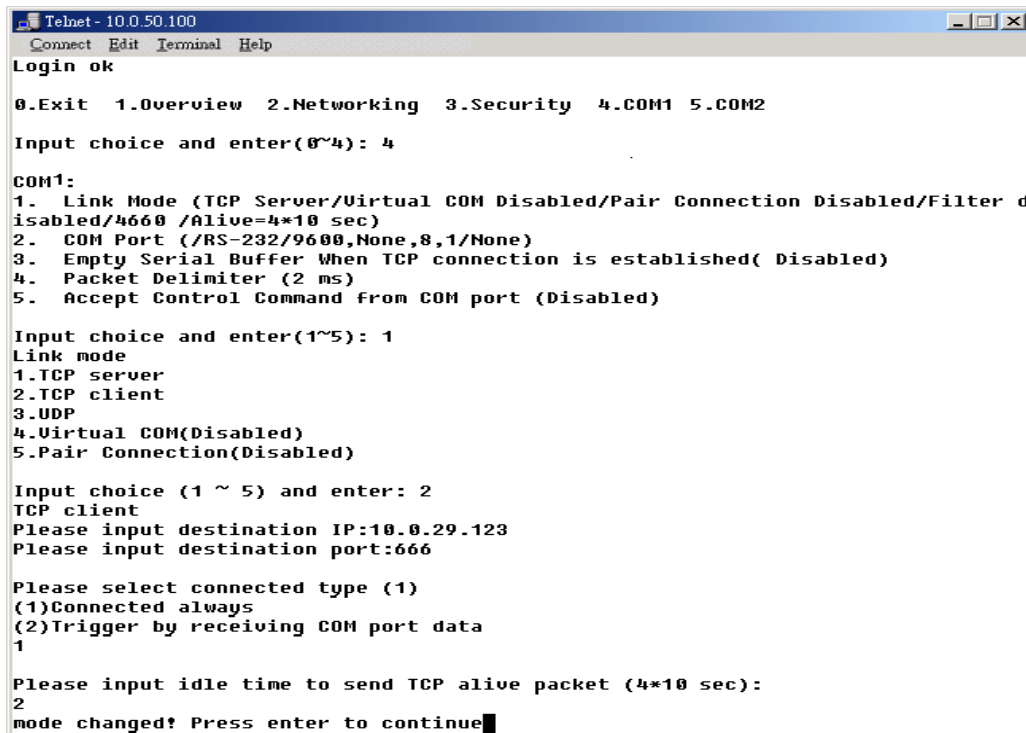 Telnet - 10.0.50.100
Connect Edit Terminal Help
Login ok
0.Exit 1.Overview 2.Networking 3.Security 4.COM1 5.COM2
Input choice and enter(0~4): 4
COM1:
1. Link Mode (TCP Server/Virtual COM Disabled/Pair Connection Disabled/Filter d
isabled/4660 /Alive=4*10 sec)
2. COM Port (/RS-232/9600,None,8,1/None)
3. Empty Serial Buffer When TCP connection is established( Disabled)
4. Packet Delimiter (2 ms)
5. Accept Control Command from COM port (Disabled)
Input choice and enter(1~5): 1
Link mode
1.TCP server
2.TCP client
3.UDP
4.Virtual COM(Disabled)
5.Pair Connection(Disabled)
Input choice (1 ~ 5) and enter: 2
TCP client
Please input destination IP:10.0.29.123
Please input destination port:666
Please select connected type (1)
(1)Connected always
(2)Trigger by receiving COM port data
1
Please input idle time to send TCP alive packet (4*10 sec):
2
mode changed! Press enter to continue